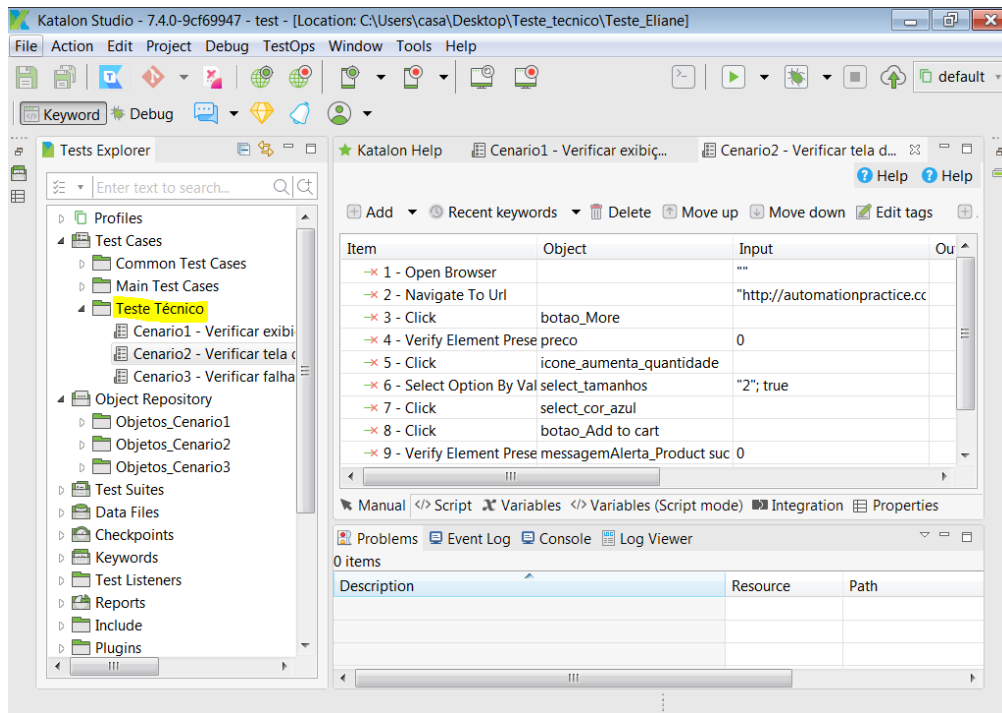 Katalon Studio - 7.4.0-9cf69947 - test - [Location: C:\Users\casa\Desktop\Teste_tecnico\Teste_Eliane]
File Action Edit Project Debug TestOps Window Tools Help
default
Keyword Debug
Tests Explorer
Enter text to search...
Profiles
Test Cases
Common Test Cases
Main Test Cases
Teste Técnico
Cenario1 - Verificar exibi
Cenario2 - Verificar tela
Cenario3 - Verificar falha
Object Repository
Objetos_Cenario1
Objetos_Cenario2
Objetos_Cenario3
Test Suites
Data Files
Checkpoints
Keywords
Test Listeners
Reports
Include
Plugins
Katalon Help Cenario1 - Verificar exibiç... Cenario2 - Verificar tela d...
Help Help
Add Recent keywords Delete Move up Move down Edit tags
Item Object Input Ou
1 - Open Browser ""
2 - Navigate To Url "http://automationpractice.cc
3 - Click botao_More
4 - Verify Element Prese preco 0
5 - Click icone_aumenta_quantidade
6 - Select Option By Val select_tamanhos "2"; true
7 - Click select_cor_azul
8 - Click botao_Add to cart
9 - Verify Element Prese messagemAlerta_Product suc 0
Manual </> Script Variables </> Variables (Script mode) Integration Properties
Problems Event Log Console Log Viewer
0 items
Description Resource Path